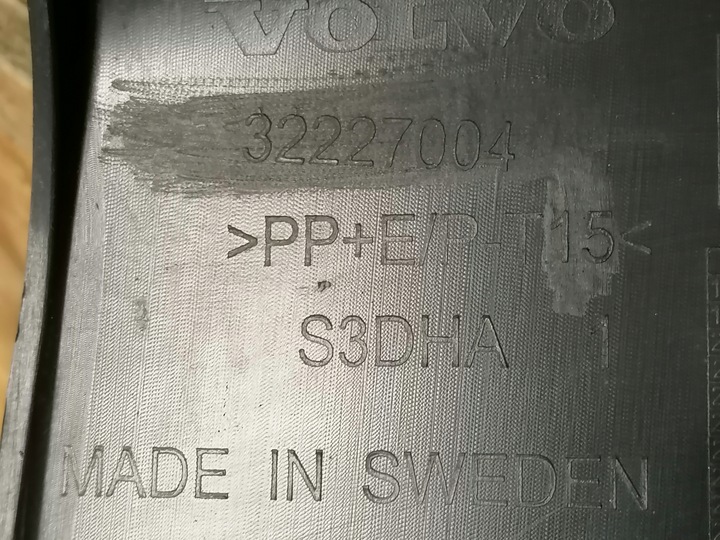 VOLVO
32227004
>PP+E/P-T15<
S3DHA 1
MADE IN SWEDEN